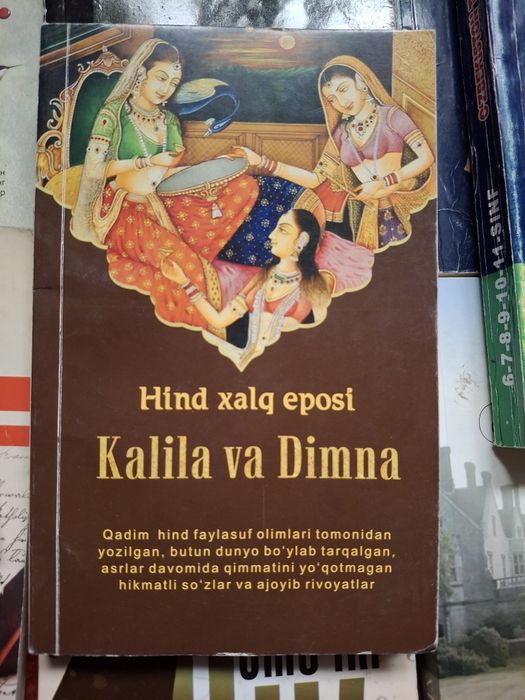 Hind xalq eposi
Kalila va Dimna
Qadim hind faylasuf olimlari tomonidan
yozilgan, butun dunyo bo‘ylab tarqalgan,
asrlar davomida qimmatini yo‘qotmagan
hikmatli so‘zlar va ajoyib rivoyatlar
6-7-8-9-10-11-SINF